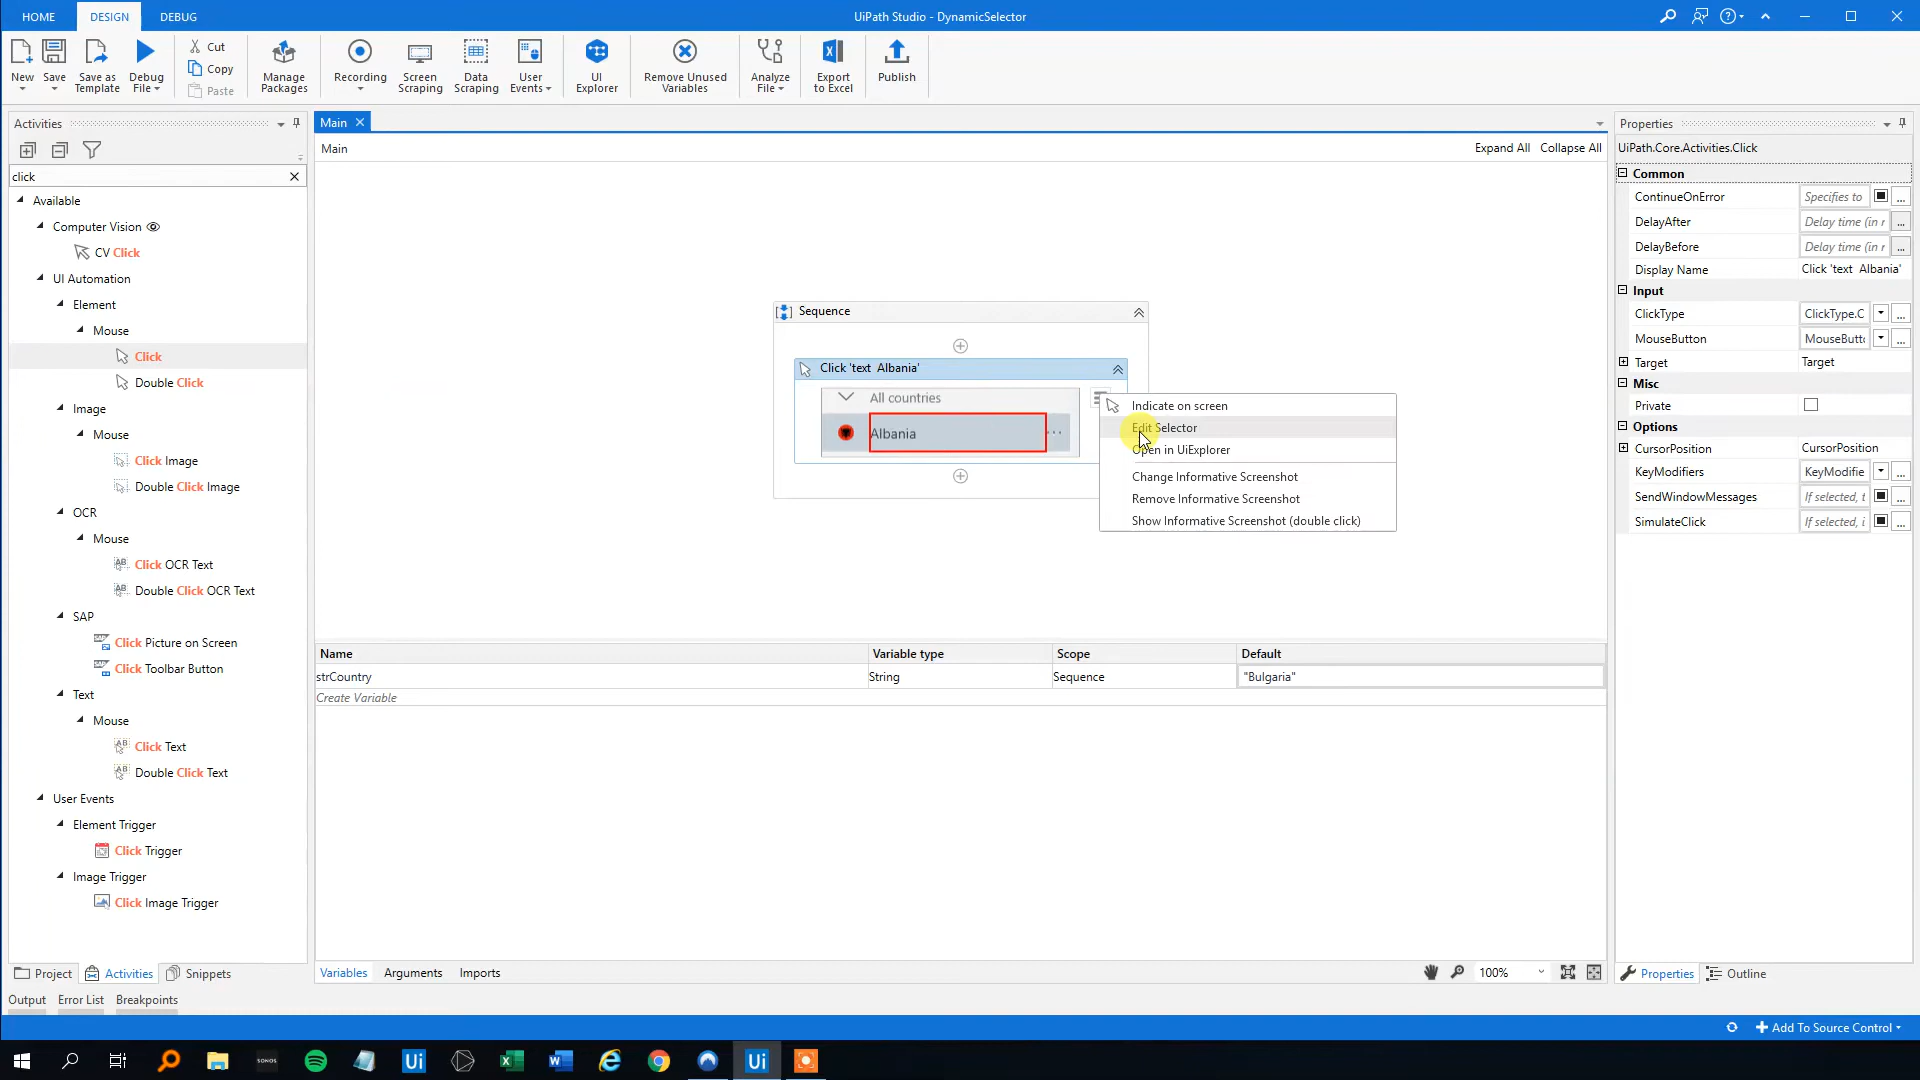 HOME
DESIGN
DEBUG
UiPath Studio - DynamicSelector
New
Save
Save as Template
Debug File
Cut
Copy
Paste
Manage Packages
Recording
Screen Scraping
Data Scraping
User Events
UI Explorer
Remove Unused Variables
Analyze File
Export to Excel
Publish
Activities
click
Available
Computer Vision
CV Click
UI Automation
Element
Mouse
Click
Double Click
Image
Mouse
Click Image
Double Click Image
OCR
Mouse
Click OCR Text
Double Click OCR Text
SAP
Click Picture on Screen
Click Toolbar Button
Text
Mouse
Click Text
Double Click Text
User Events
Element Trigger
Click Trigger
Image Trigger
Click Image Trigger
Project
Activities
Snippets
Output
Error List
Breakpoints
Main
Main
Expand All
Collapse All
Sequence
Click 'text Albania'
All countries
Albania
...
Indicate on screen
Edit Selector
Open in UiExplorer
Change Informative Screenshot
Remove Informative Screenshot
Show Informative Screenshot (double click)
Name
Variable type
Scope
Default
strCountry
String
Sequence
"Bulgaria"
Create Variable
Variables
Arguments
Imports
100%
Properties
UiPath.Core.Activities.Click
Common
ContinueOnError
Specifies to
...
DelayAfter
Delay time (in r
...
DelayBefore
Delay time (in r
...
Display Name
Click 'text Albania'
Input
ClickType
ClickType.C
...
MouseButton
MouseButt
...
Target
Target
Misc
Private
Options
CursorPosition
CursorPosition
KeyModifiers
KeyModifie
...
SendWindowMessages
If selected, t
...
SimulateClick
If selected, i
...
Properties
Outline
Add To Source Control
SONOS
Ui
Ui